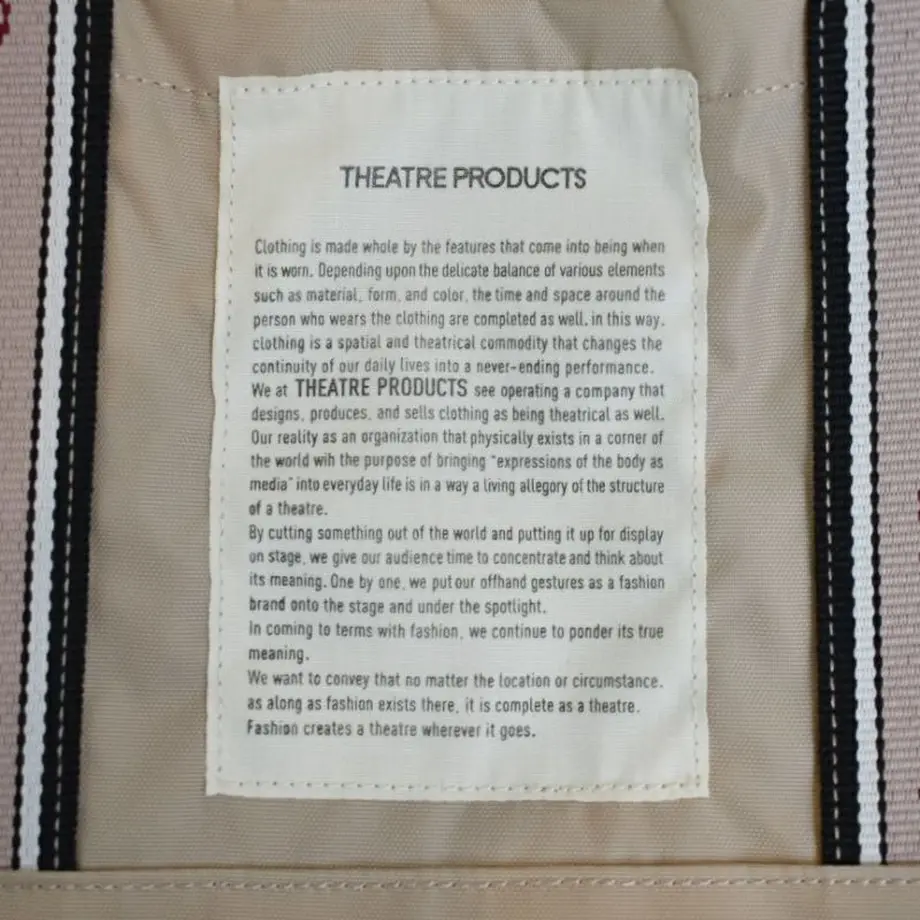 THEATRE PRODUCTS
Clothing is made whole by the features that come into being when
it is worn. Depending upon the delicate balance of various elements
such as material, form, and color, the time and space around the
person who wears the clothing are completed as well. in this way,
clothing is a spatial and theatrical commodity that changes the
continuity of our daily lives into a never-ending performance.
We at THEATRE PRODUCTS see operating a company that
designs, produces, and sells clothing as being theatrical as well.
Our reality as an organization that physically exists in a corner of
the world wih the purpose of bringing "expressions of the body as
media" into everyday life is in a way a living allegory of the structure
of a theatre.
By cutting something out of the world and putting it up for display
on stage, we give our audience time to concentrate and think about
its meaning. One by one, we put our offhand gestures as a fashion
brand onto the stage and under the spotlight.
In coming to terms with fashion, we continue to ponder its true
meaning.
We want to convey that no matter the location or circumstance,
as along as fashion exists there, it is complete as a theatre.
Fashion creates a theatre wherever it goes.